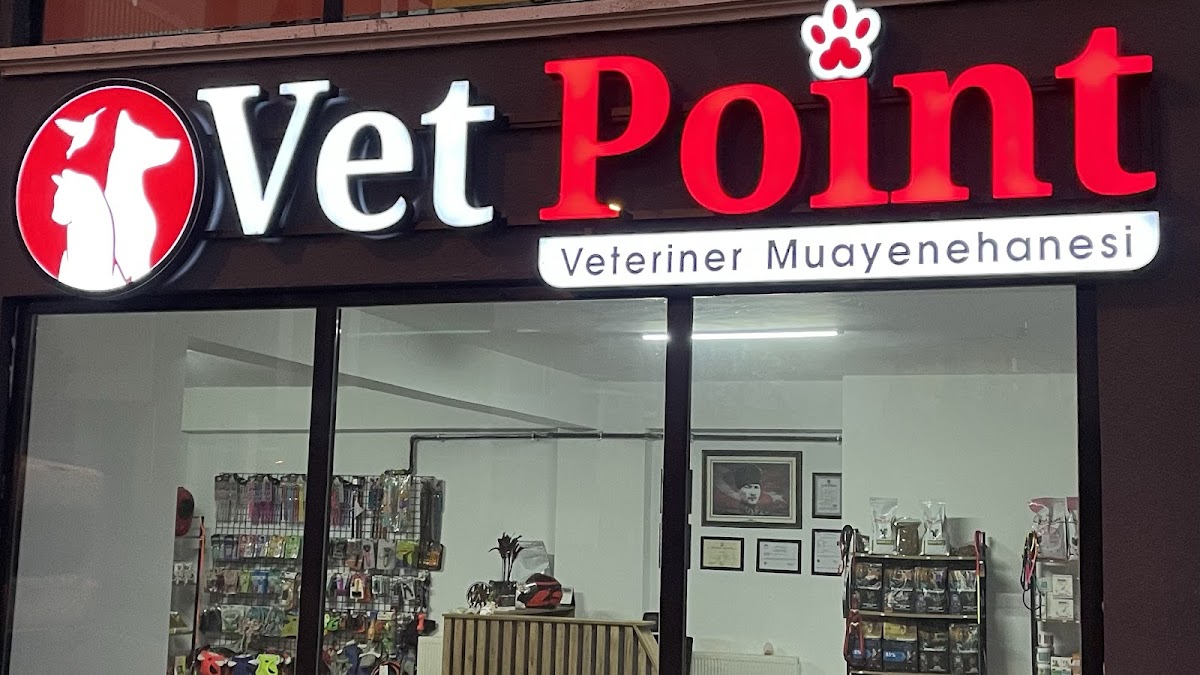 Vet Point
Veteriner Muayenehanesi